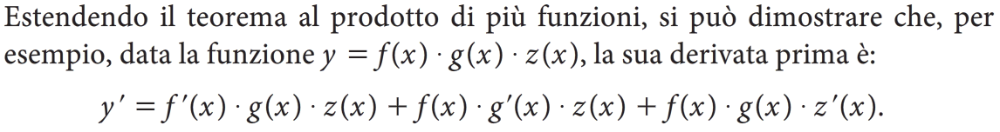 Estendendo il teorema al prodotto di più funzioni, si può dimostrare che, per
esempio, data la funzione y = f(x) · g(x) · z(x), la sua derivata prima è:
y′ = f′(x) · g(x) · z(x) + f(x) · g′(x) · z(x) + f(x) · g(x) · z′(x).